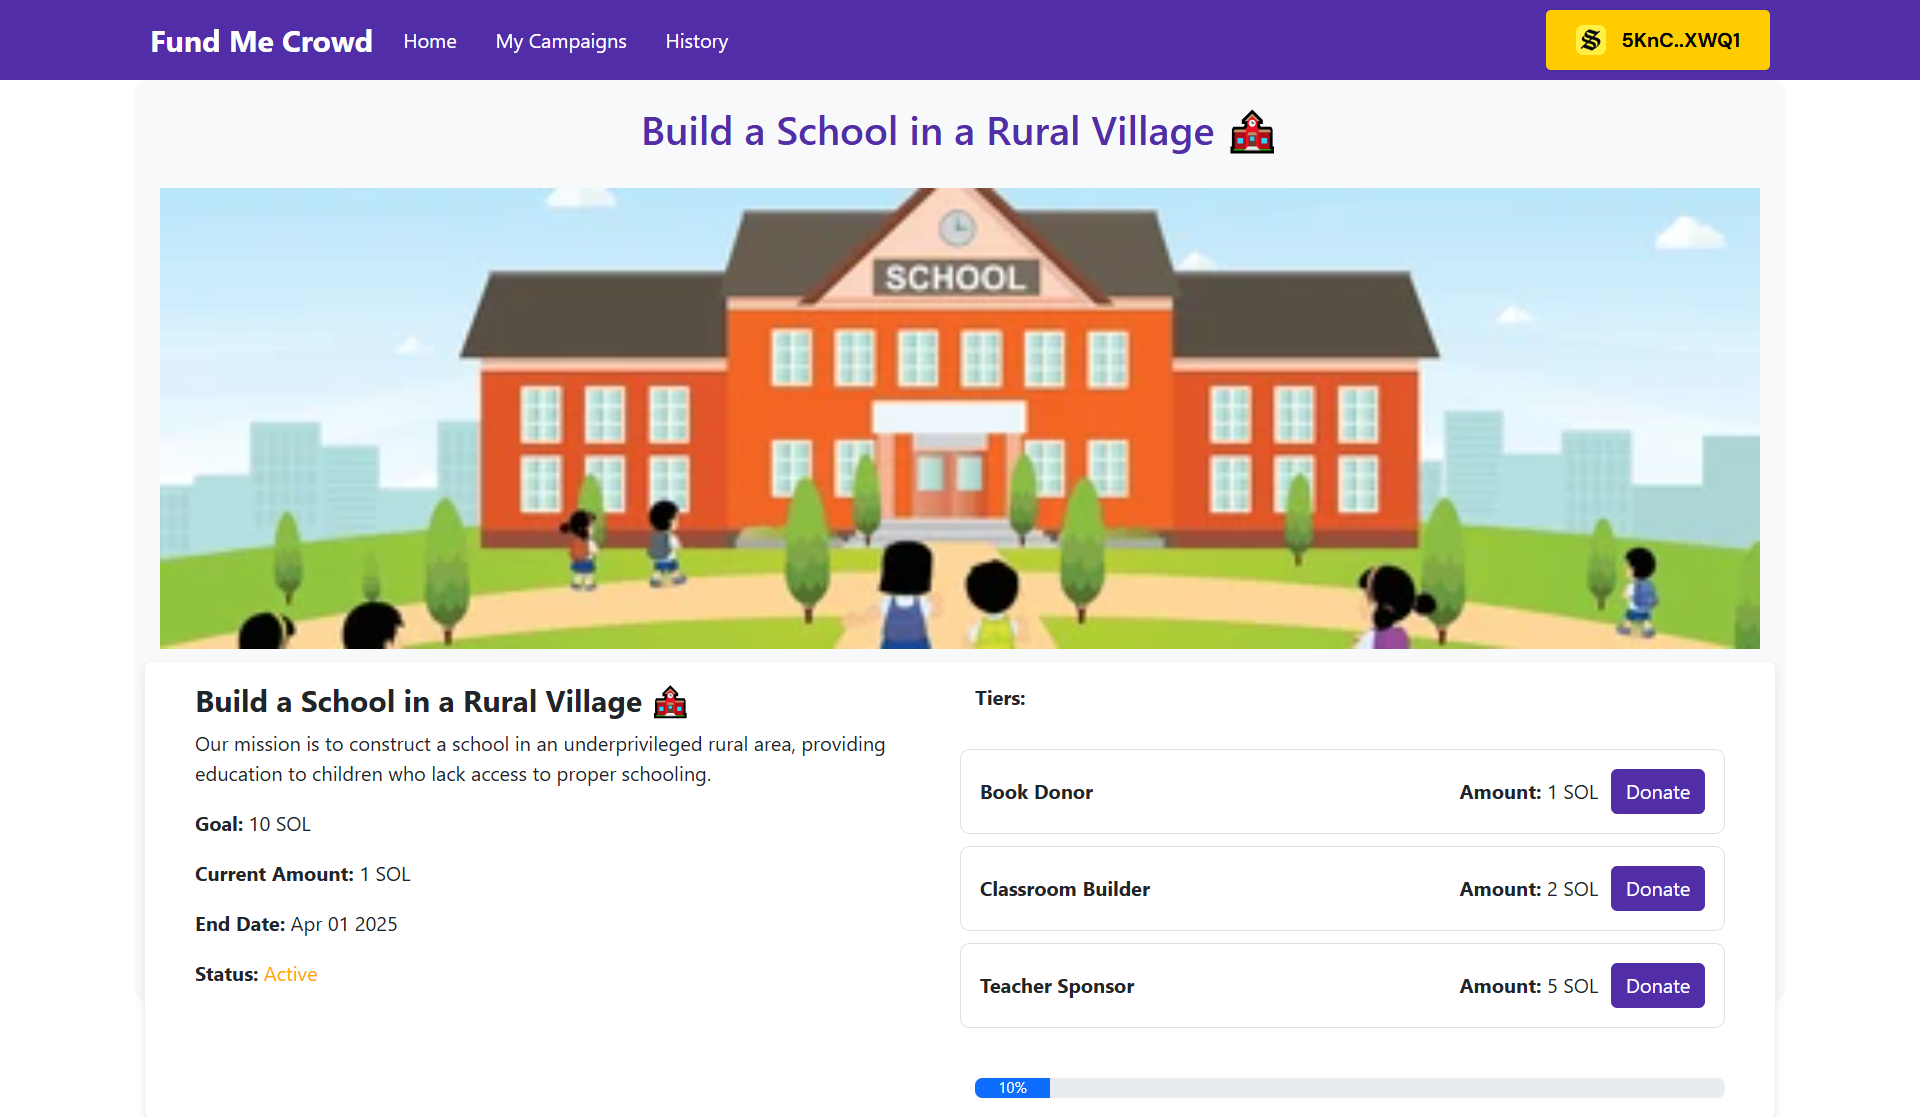 Fund Me Crowd Home My Campaigns History 5KnC..XWQ1
Build a School in a Rural Village
SCHOOL
Build a School in a Rural Village
Our mission is to construct a school in an underprivileged rural area, providing
education to children who lack access to proper schooling.
Goal: 10 SOL
Current Amount: 1 SOL
End Date: Apr 01 2025
Status: Active
Tiers:
Book Donor Amount: 1 SOL Donate
Classroom Builder Amount: 2 SOL Donate
Teacher Sponsor Amount: 5 SOL Donate
10%